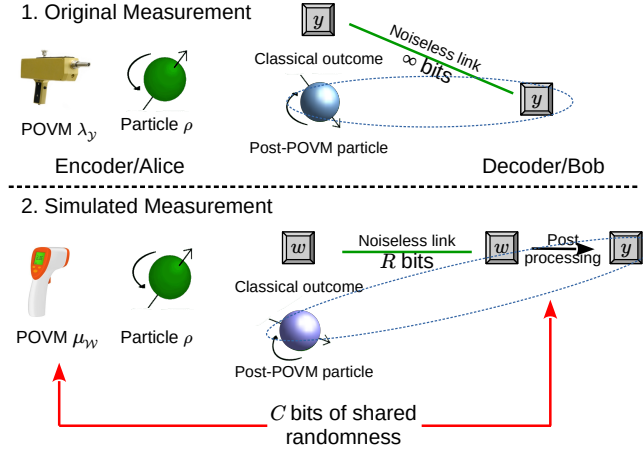 1. Original Measurement
y
Noiseless link
∞ bits
Classical outcome
y
POVM λ_𝒴
Particle ρ
Post-POVM particle
Encoder/Alice
Decoder/Bob
2. Simulated Measurement
w
Noiseless link
R bits
w
Post
processing
y
Classical outcome
POVM μ_𝒲
Particle ρ
Post-POVM particle
C bits of shared
randomness